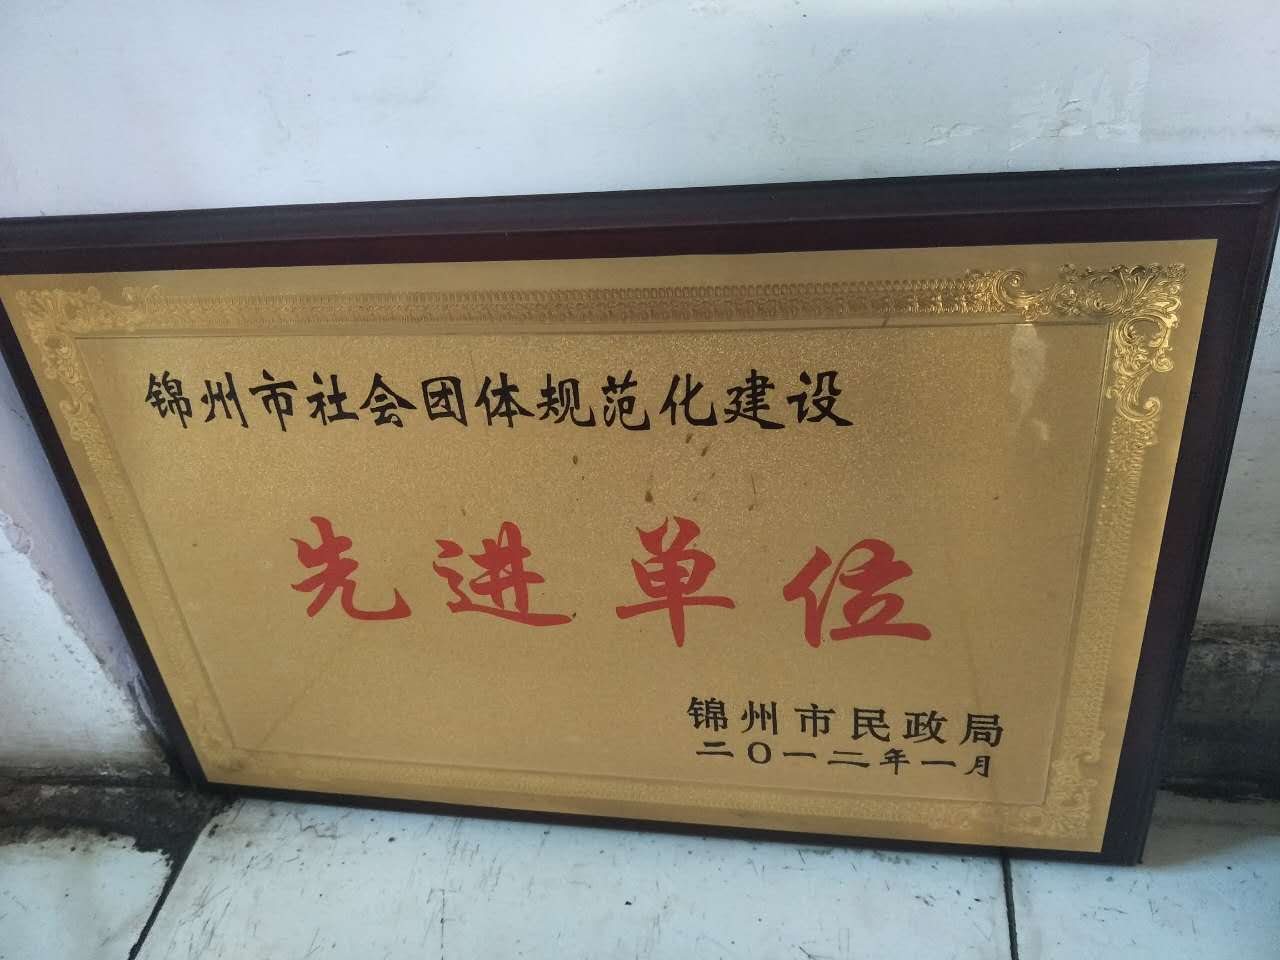 锦州市社会团体规范化建设
先进单位
锦州市民政局
二〇一二年一月